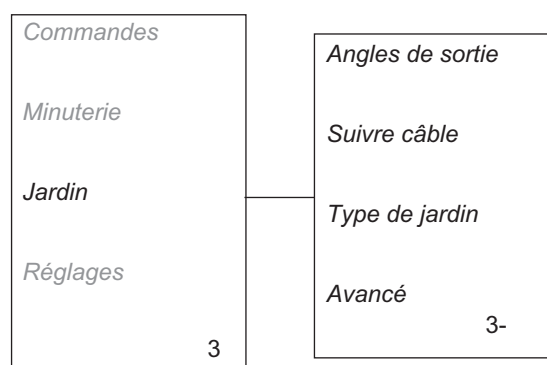 Commandes
Minuterie
Jardin
Réglages
3
Angles de sortie
Suivre câble
Type de jardin
Avancé
3-